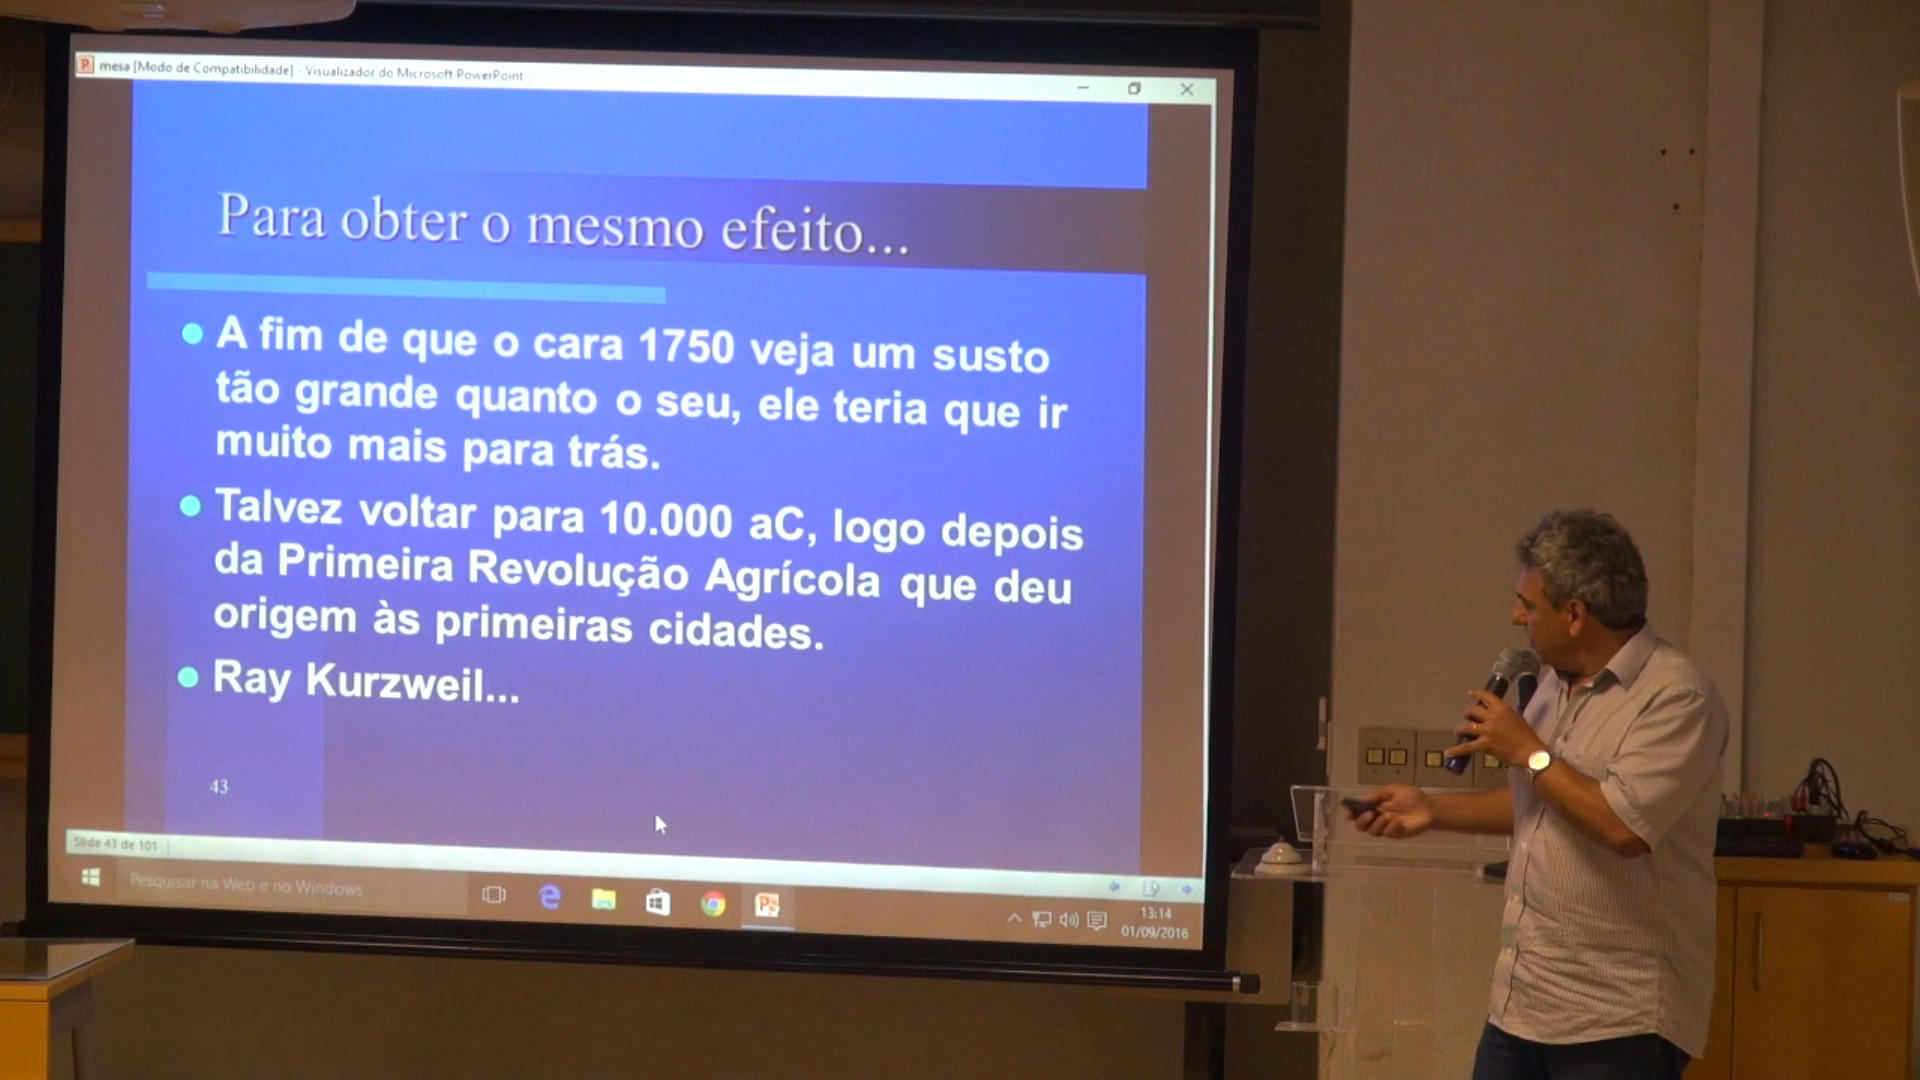 mesa [Modo de Compatibilidade] - Visualizador do Microsoft PowerPoint
Para obter o mesmo efeito...
A fim de que o cara 1750 veja um susto
tão grande quanto o seu, ele teria que ir
muito mais para trás.
Talvez voltar para 10.000 aC, logo depois
da Primeira Revolução Agrícola que deu
origem às primeiras cidades.
Ray Kurzweil...
43
Slide 43 de 101
Pesquisar na Web e no Windows
13:14
01/09/2016